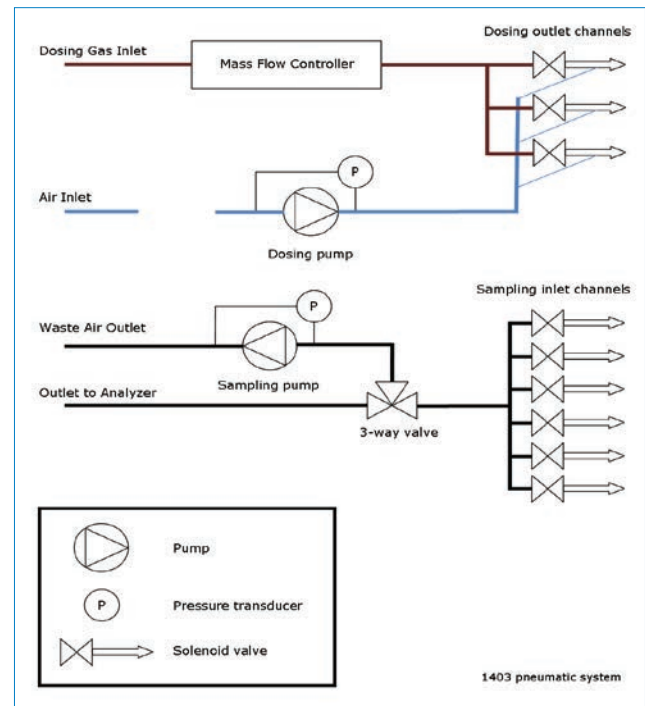 Dosing outlet channels
Dosing Gas Inlet
Mass Flow Controller
P
Air Inlet
Dosing pump
Sampling inlet channels
P
Waste Air Outlet
Sampling pump
Outlet to Analyzer
3-way valve
Pump
P
Pressure transducer
Solenoid valve
1403 pneumatic system